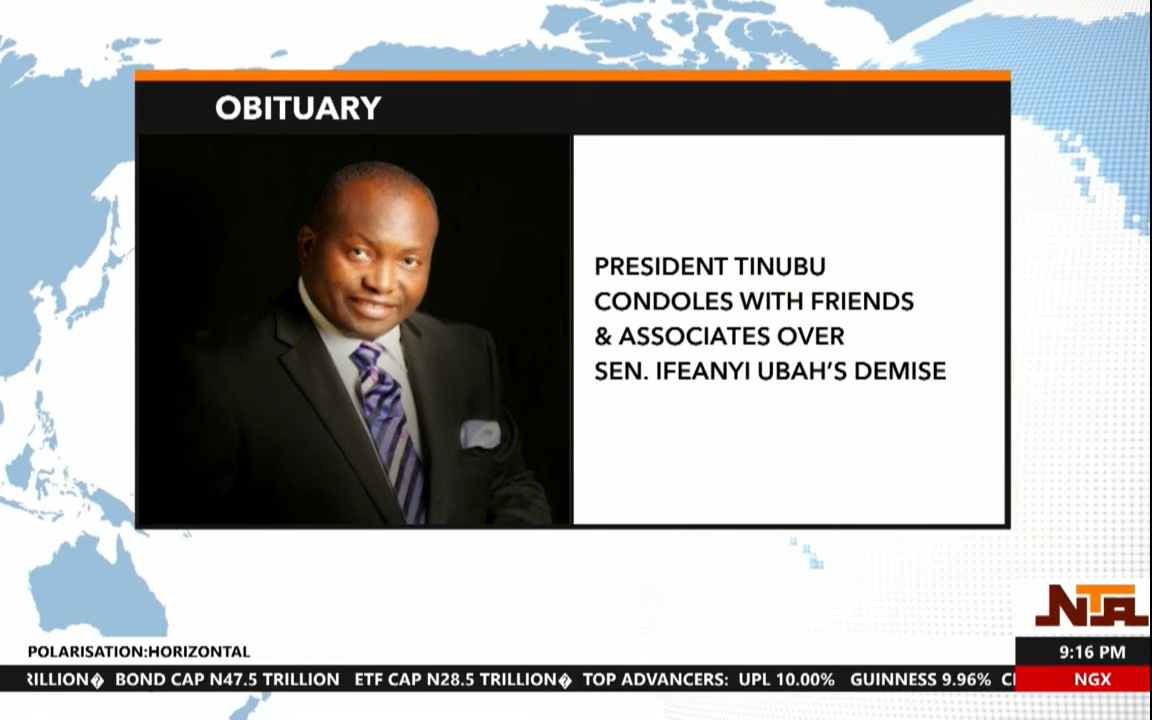 OBITUARY
PRESIDENT TINUBU
CONDOLES WITH FRIENDS
& ASSOCIATES OVER
SEN. IFEANYI UBAH'S DEMISE
NTA
POLARISATION:HORIZONTAL
9:16 PM
RILLION� BOND CAP N47.5 TRILLION ETF CAP N28.5 TRILLION� TOP ADVANCERS: UPL 10.00% GUINNESS 9.96%
NGX